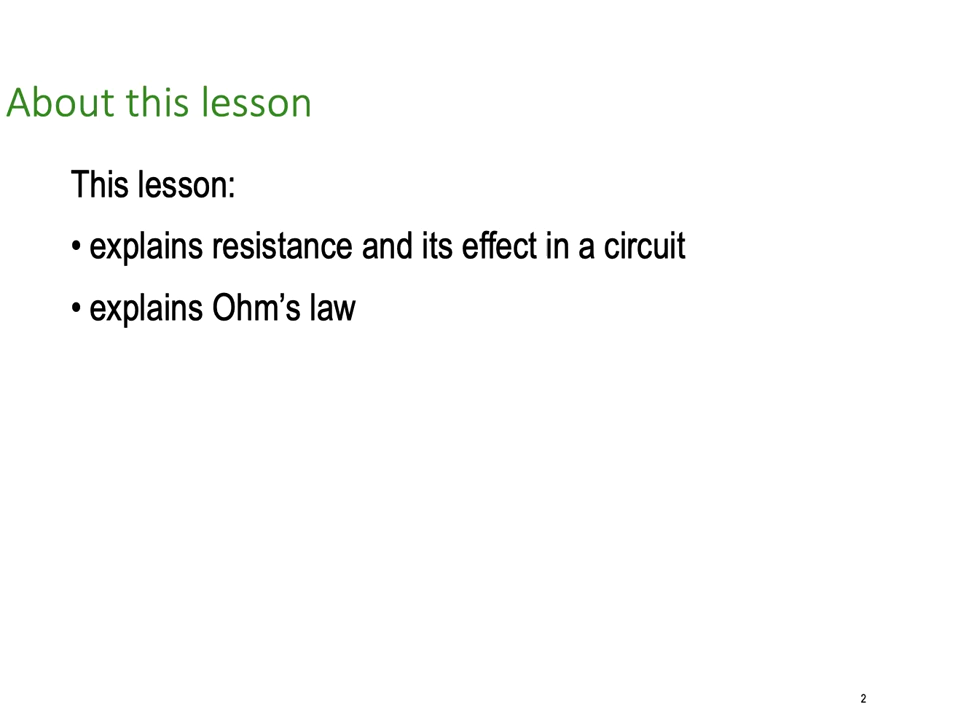 About this lesson
This lesson:
• explains resistance and its effect in a circuit
• explains Ohm’s law
2